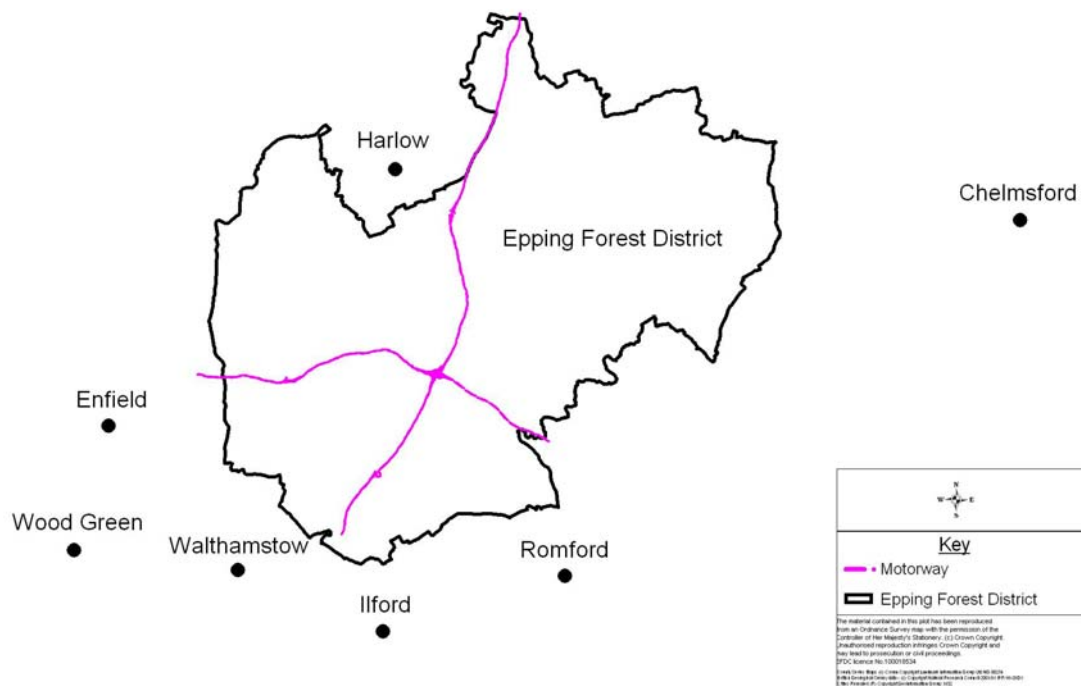 Harlow
Chelmsford
Epping Forest District
Enfield
Wood Green
Walthamstow
Romford
Ilford
N
W E
S
Key
Motorway
Epping Forest District
The material contained in this plot has been reproduced
from an Ordnance Survey map with the permission of the
Controller of Her Majesty's Stationery. (c) Crown Copyright.
Unauthorised reproduction infringes Crown Copyright and
may lead to prosecution or civil proceedings.
EFDC licence No.100018534